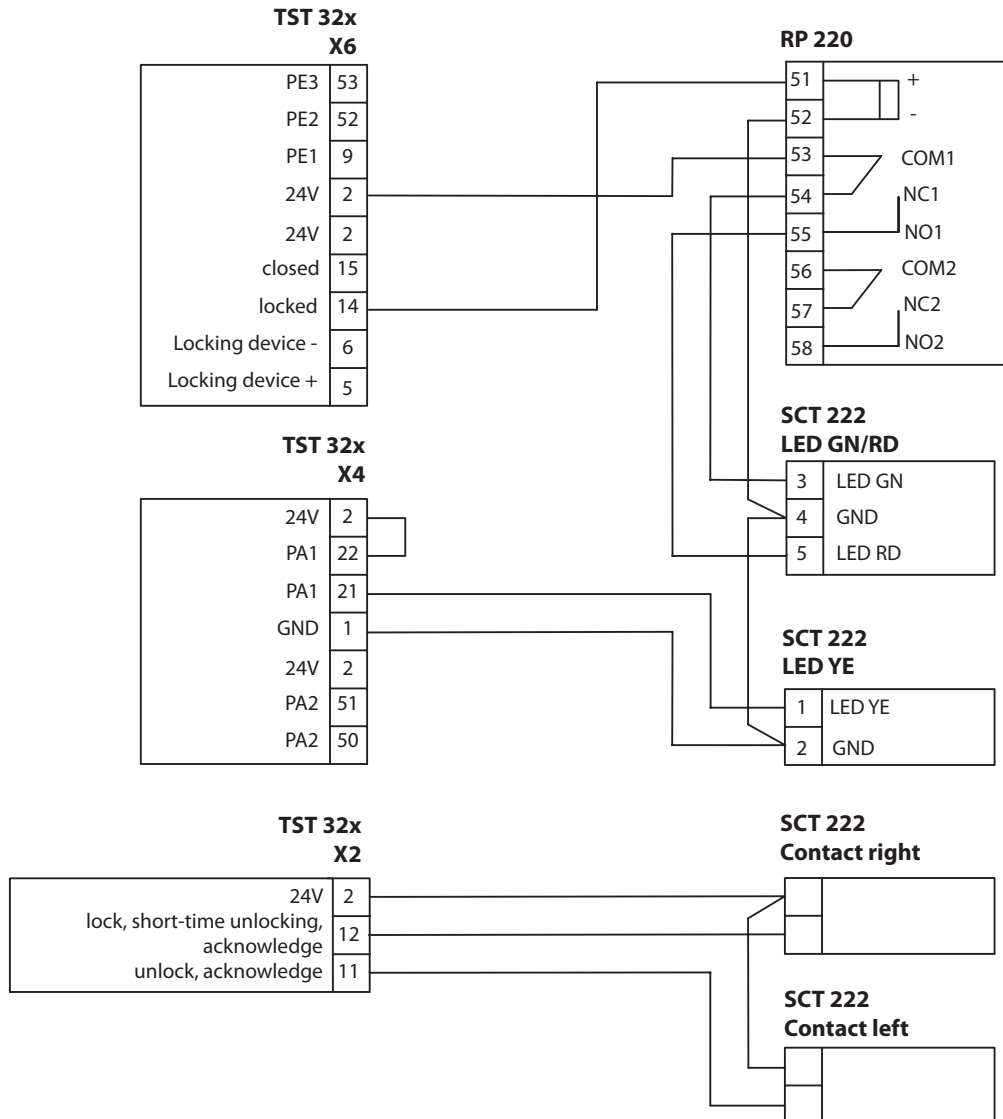 TST 32x
X6
PE3 53
PE2 52
PE1 9
24V 2
24V 2
closed 15
locked 14
Locking device - 6
Locking device + 5
RP 220
51 +
52 -
53 COM1
54 NC1
55 NO1
56 COM2
57 NC2
58 NO2
TST 32x
X4
24V 2
PA1 22
PA1 21
GND 1
24V 2
PA2 51
PA2 50
SCT 222
LED GN/RD
3 LED GN
4 GND
5 LED RD
SCT 222
LED YE
1 LED YE
2 GND
TST 32x
X2
24V 2
lock, short-time unlocking,
acknowledge 12
unlock, acknowledge 11
SCT 222
Contact right
SCT 222
Contact left